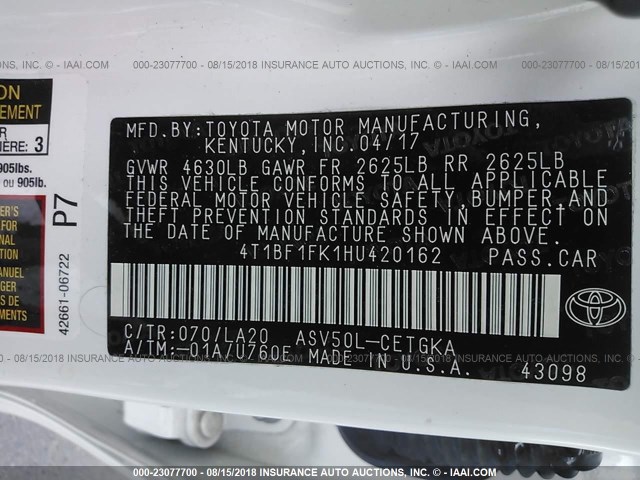 000-23077700 - 08/15/2018 INSURANCE AUTO AUCTIONS, INC. © - IAAI.COM
ION
EMENT
3
905lbs.
ou 905lb.
P7
42661-06722
MFD.BY:TOYOTA MOTOR MANUFACTURING,
KENTUCKY, INC. 04/17
GVWR 4630LB GAWR FR 2625LB RR 2625LB
THIS VEHICLE CONFORMS TO ALL APPLICABLE
FEDERAL MOTOR VEHICLE SAFETY, BUMPER, AND
THEFT PREVENTION STANDARDS IN EFFECT ON
THE DATE OF MANUFACTURE SHOWN ABOVE.
4T1BF1FK1HU420162 PASS.CAR
C/TR:070/LA20 ASV50L-CETGKA
A/TM:-01A/U760E MADE IN U.S.A. 43098
000-23077700 - 08/15/2018 INSURANCE AUTO AUCTIONS, INC. © - IAAI.COM